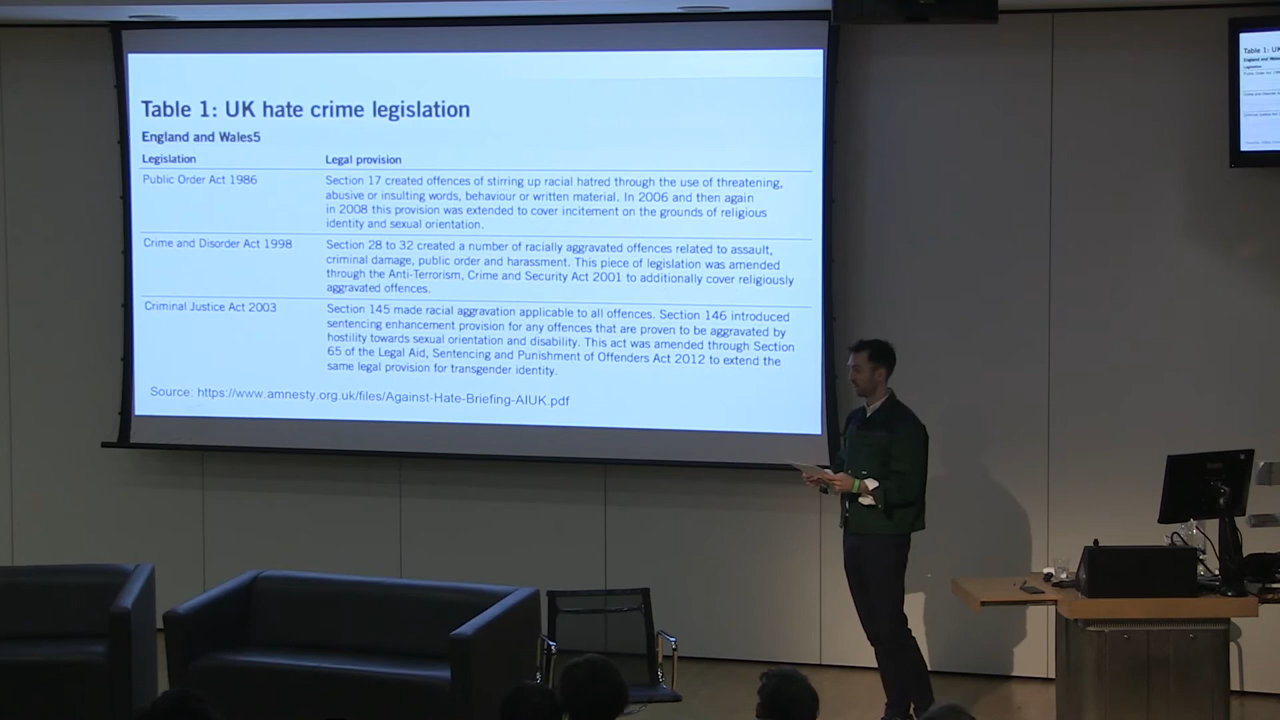 Table 1: UK hate crime legislation
England and Wales5
Legislation Legal provision
Public Order Act 1986 Section 17 created offences of stirring up racial hatred through the use of threatening,
abusive or insulting words, behaviour or written material. In 2006 and then again
in 2008 this provision was extended to cover incitement on the grounds of religious
identity and sexual orientation.
Crime and Disorder Act 1998 Section 28 to 32 created a number of racially aggravated offences related to assault,
criminal damage, public order and harassment. This piece of legislation was amended
through the Anti-Terrorism, Crime and Security Act 2001 to additionally cover religiously
aggravated offences.
Criminal Justice Act 2003 Section 145 made racial aggravation applicable to all offences. Section 146 introduced
sentencing enhancement provision for any offences that are proven to be aggravated by
hostility towards sexual orientation and disability. This act was amended through Section
65 of the Legal Aid, Sentencing and Punishment of Offenders Act 2012 to extend the
same legal provision for transgender identity.
Source: https://www.amnesty.org.uk/files/Against-Hate-Briefing-AIUK.pdf
Table 1: UK
England and Wales
Legislation